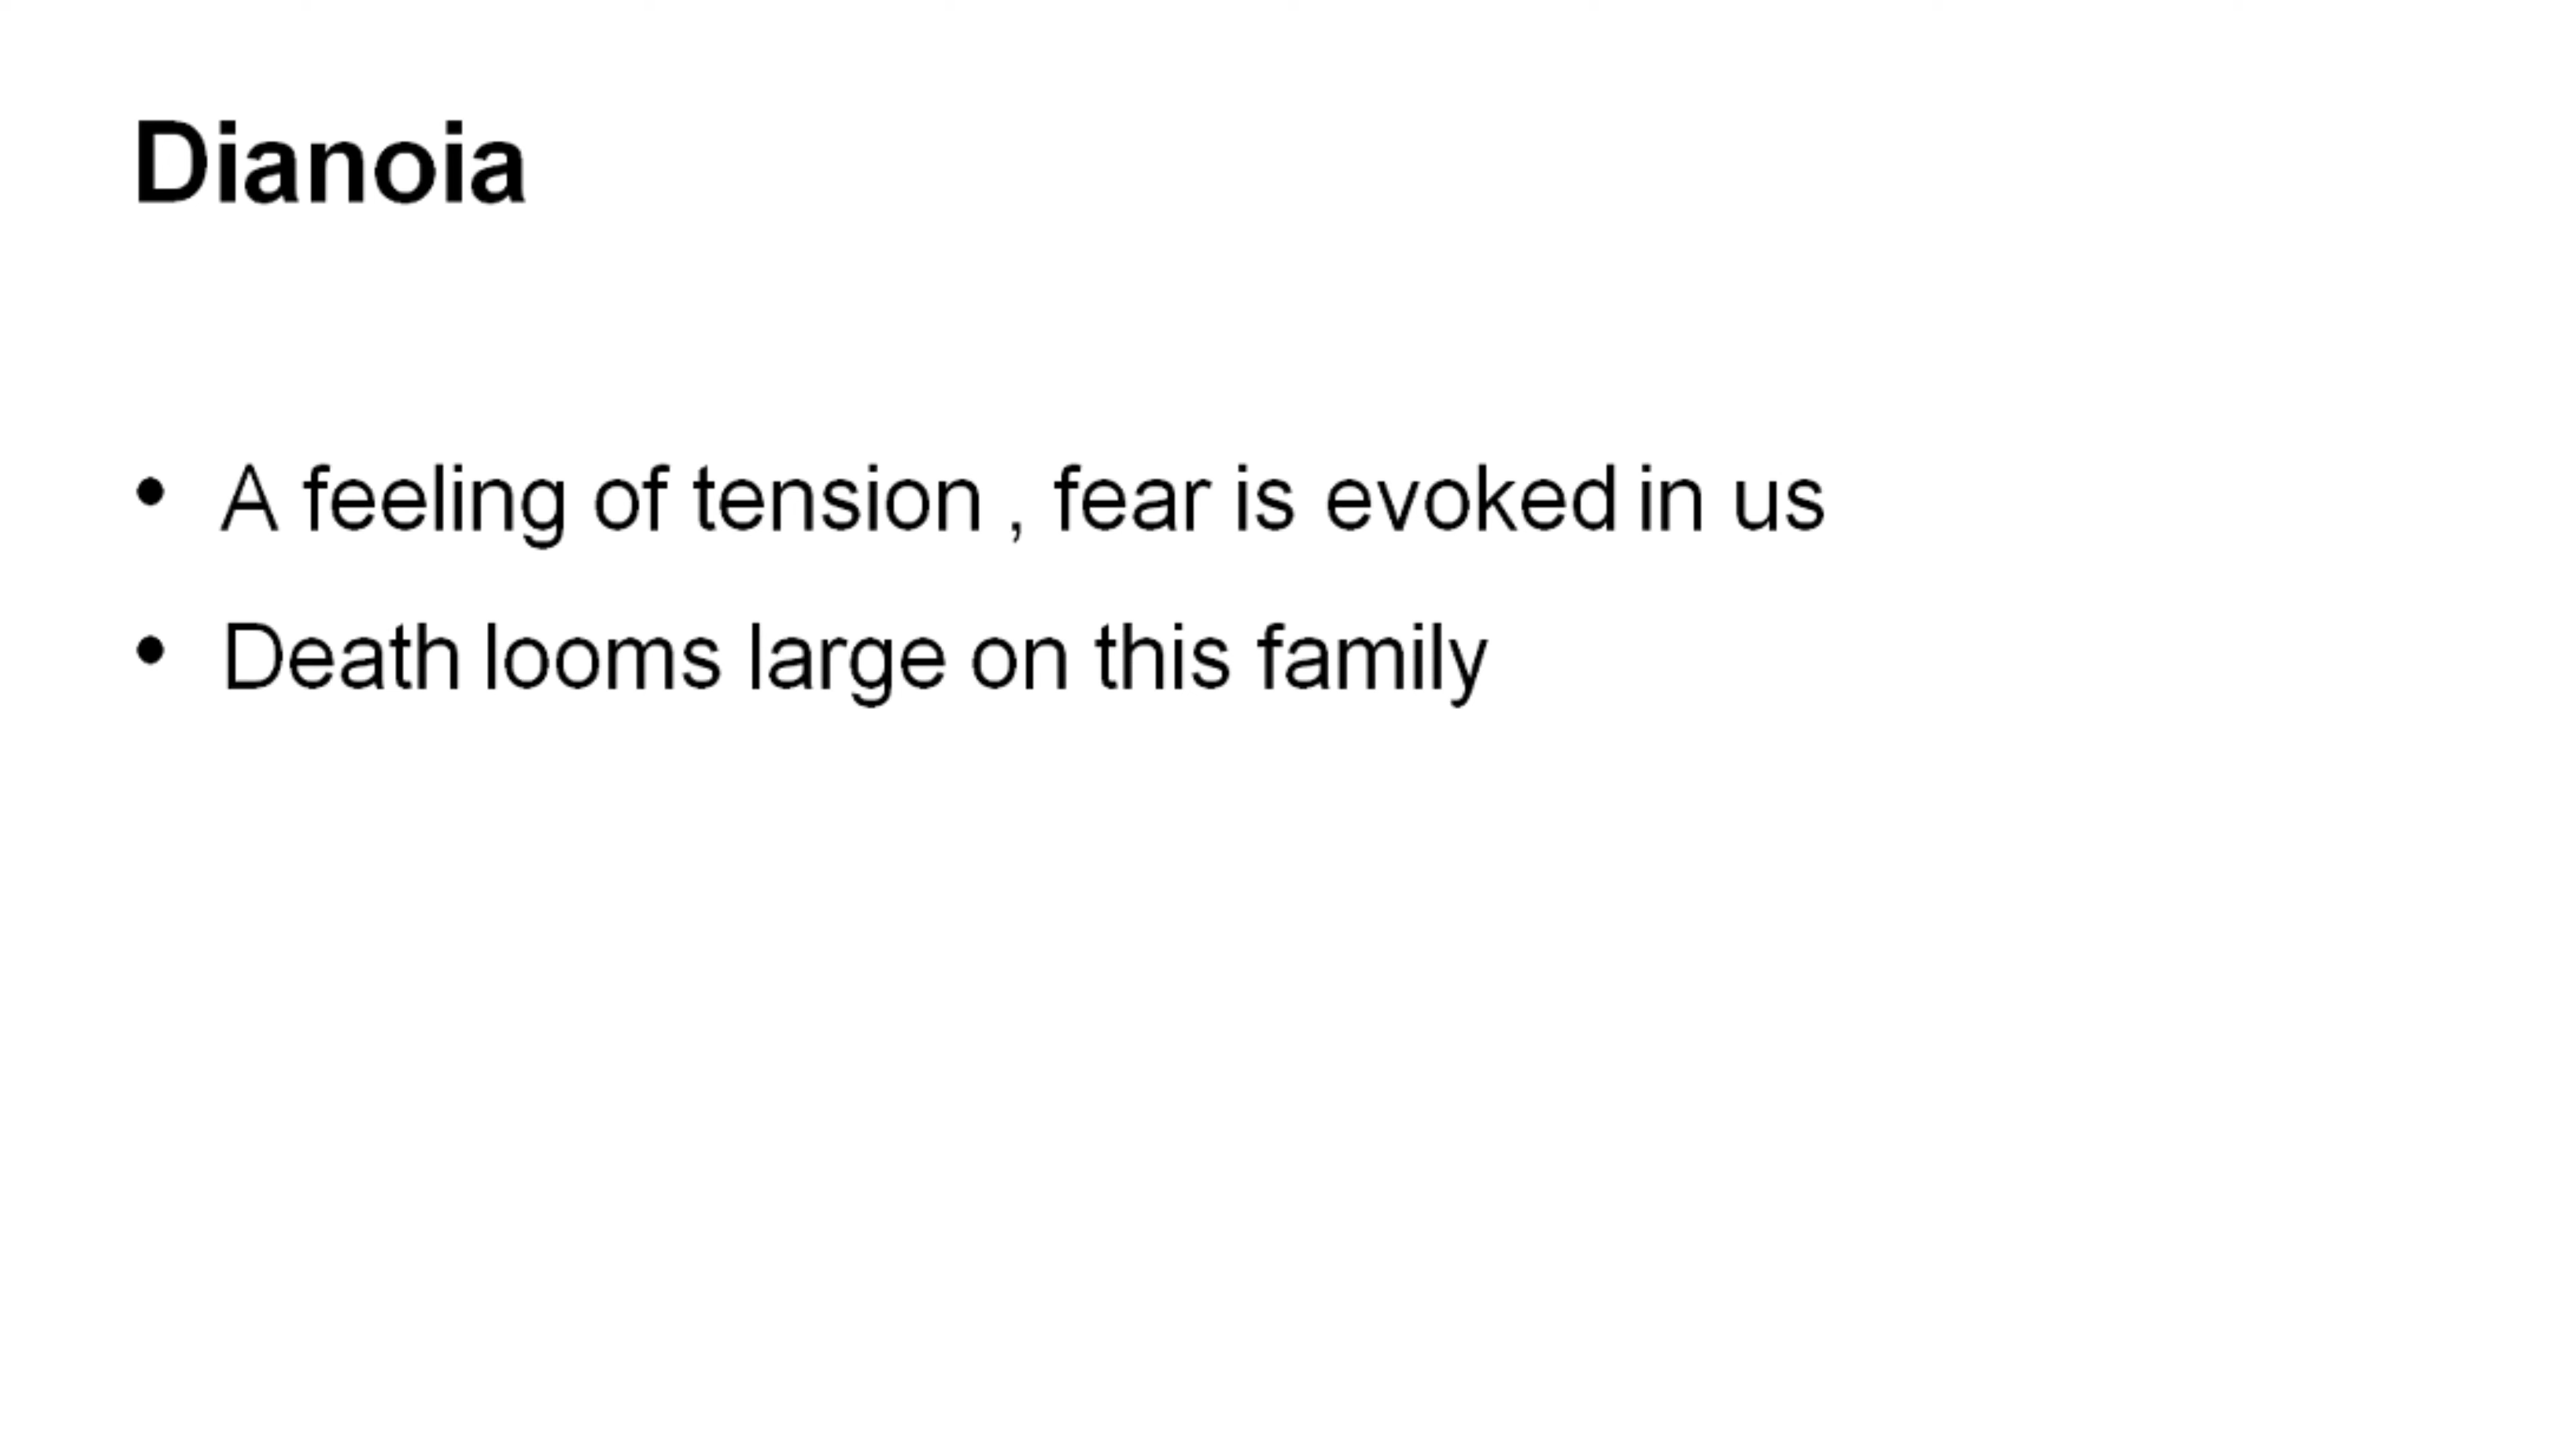 Dianoia
• A feeling of tension , fear is evoked in us
• Death looms large on this family